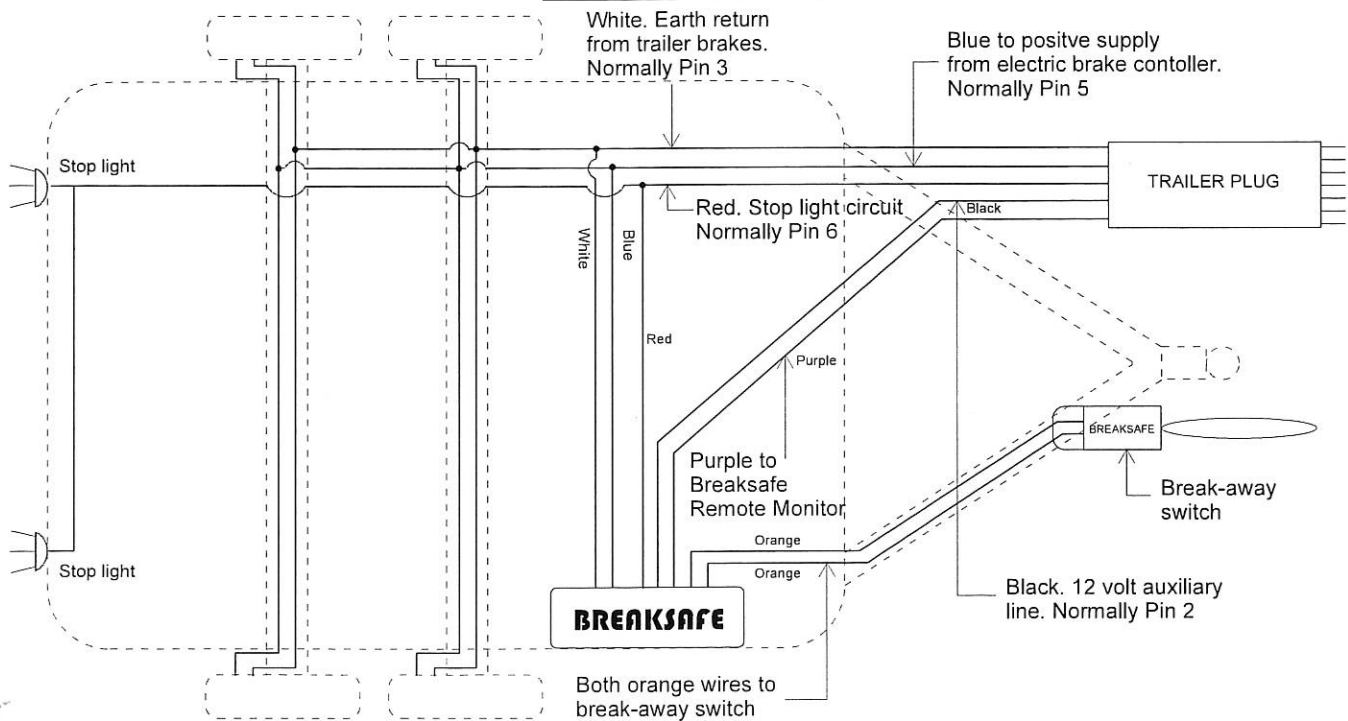 White. Earth return
from trailer brakes.
Normally Pin 3
Blue to positve supply
from electric brake contoller.
Normally Pin 5
Stop light
TRAILER PLUG
Red. Stop light circuit
Normally Pin 6
Black
White
Blue
Red
Purple
Purple to
Breaksafe
Remote Monitor
BREAKSAFE
Break-away
switch
Orange
Orange
Stop light
Black. 12 volt auxiliary
line. Normally Pin 2
BREAKSAFE
Both orange wires to
break-away switch